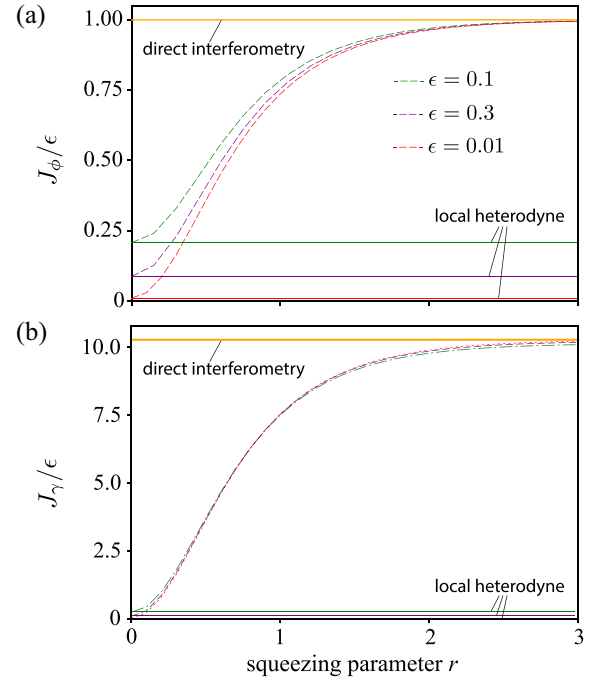 (a)
1.00
direct interferometry
0.75
ϵ = 0.1
ϵ = 0.3
0.50
ϵ = 0.01
J_ϕ/ϵ
local heterodyne
0.25
0
(b)
10.0
direct interferometry
7.5
J_γ/ϵ
5.0
2.5
local heterodyne
0
0 1 2 3
squeezing parameter r